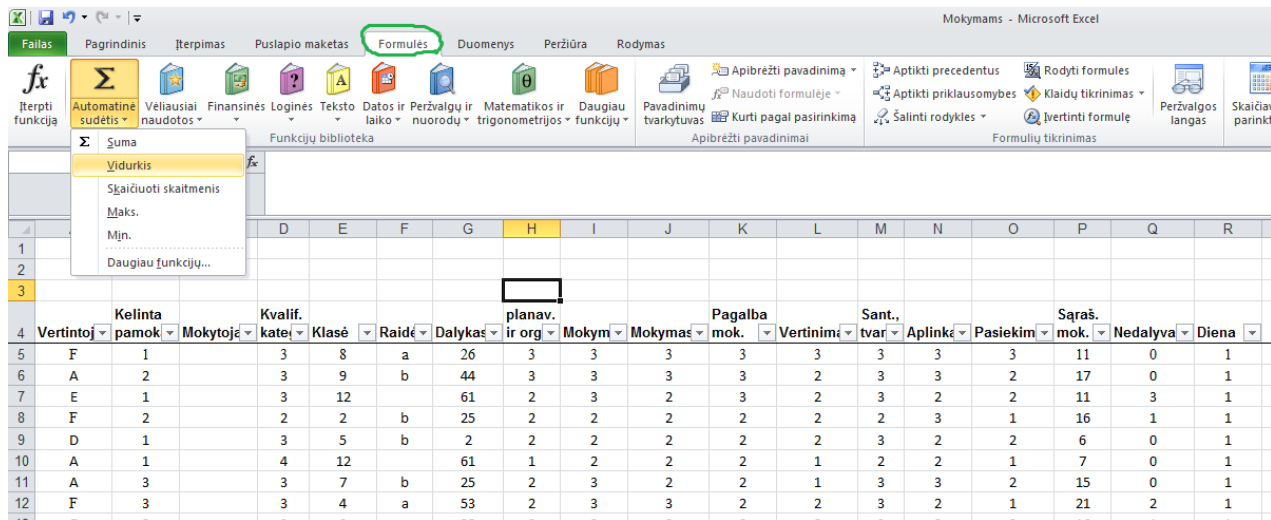 Mokymams - Microsoft Excel
Failas Pagrindinis Įterpimas Puslapio maketas Formulės Duomenys Peržiūra Rodymas
Įterpti funkciją
Automatinė sudėtis
Vėliausiai naudotos
Finansinės
Loginės
Teksto
Datos ir laiko
Peržvalgų ir nuorodų
Matematikos ir trigonometrijos
Daugiau funkcijų
Funkcijų biblioteka
Pavadinimų tvarkytuvas
Apibrėžti pavadinimą
Naudoti formulėje
Kurti pagal pasirinkimą
Apibrėžti pavadinimai
Aptikti precedentus
Aptikti priklausomybes
Šalinti rodykles
Rodyti formules
Klaidų tikrinimas
Įvertinti formulę
Formulių tikrinimas
Peržvalgos langas
Σ Suma
Vidurkis
Skaičiuoti skaitmenis
Maks.
Min.
Daugiau funkcijų...
fx
D E F G H I J K L M N O P Q R
1
2
3
4 Vertintoj Kelinta pamok Mokytoja Kvalif. kateg Klasė Raidė Dalykas planav. ir org Mokym Mokymas Pagalba mok. Vertinima Sant., tvar Aplinka Pasiekim Sąraš. mok. Nedalyva Diena
5 F 1 3 8 a 26 3 3 3 3 3 3 3 3 11 0 1
6 A 2 3 9 b 44 3 3 3 3 2 3 3 2 17 0 1
7 E 1 3 12 61 2 3 2 3 2 3 2 2 11 3 1
8 F 2 2 2 b 25 2 2 2 2 2 2 3 1 16 1 1
9 D 1 3 5 b 2 2 2 2 2 2 3 2 2 6 0 1
10 A 1 4 12 61 1 2 2 2 1 2 2 1 7 0 1
11 A 3 3 7 b 25 2 3 2 2 1 3 3 2 15 0 1
12 F 3 3 4 a 53 2 3 3 2 2 3 2 1 21 2 1